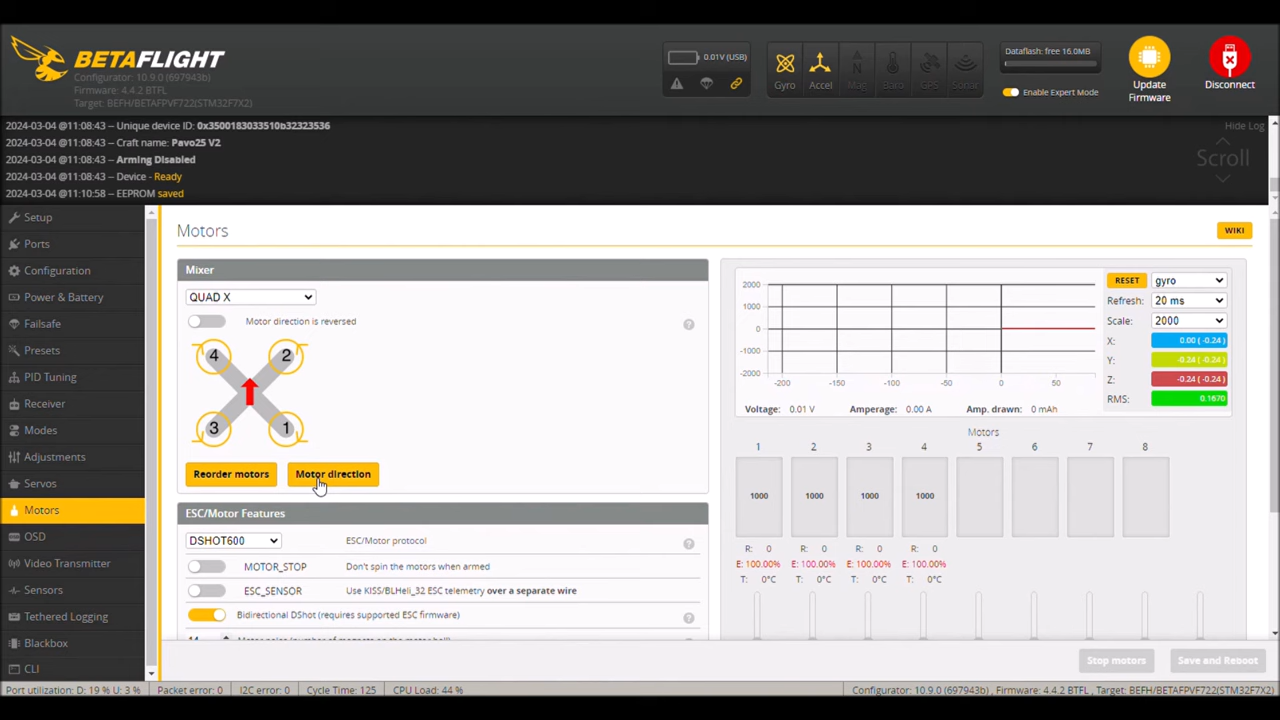 BETAFLIGHT
Configurator: 10.9.0 (697943b)
Firmware: 4.4.2 BTFL
Target: BEFH/BETAFPVF722(STM32F7X2)
0.01V (USB)
Gyro
Accel
Mag
Baro
GPS
Sonar
Dataflash: free 16.0MB
Enable Expert Mode
Update
Firmware
Disconnect
2024-03-04 @11:08:43 -- Unique device ID: 0x3500183033510b32323536
2024-03-04 @11:08:43 -- Craft name: Pavo25 V2
2024-03-04 @11:08:43 -- Arming Disabled
2024-03-04 @11:08:43 -- Device - Ready
2024-03-04 @11:10:58 -- EEPROM saved
Hide Log
Scroll
Setup
Ports
Configuration
Power & Battery
Failsafe
Presets
PID Tuning
Receiver
Modes
Adjustments
Servos
Motors
OSD
Video Transmitter
Sensors
Tethered Logging
Blackbox
CLI
Motors
WIKI
Mixer
QUAD X
Motor direction is reversed
4 2
3 1
Reorder motors Motor direction
ESC/Motor Features
DSHOT600 ESC/Motor protocol
MOTOR_STOP Don't spin the motors when armed
ESC_SENSOR Use KISS/BLHeli_32 ESC telemetry over a separate wire
Bidirectional DShot (requires supported ESC firmware)
2000
1000
0
-1000
-2000
-200 -150 -100 -50 0 50
RESET gyro
Refresh: 20 ms
Scale: 2000
X: 0.00 ( -0.24 )
Y: -0.24 ( -0.24 )
Z: -0.24 ( -0.24 )
RMS: 0.1670
Voltage: 0.01 V Amperage: 0.00 A Amp. drawn: 0 mAh
Motors
1 2 3 4 5 6 7 8
1000 1000 1000 1000
R: 0 R: 0 R: 0 R: 0
E: 100.00% E: 100.00% E: 100.00% E: 100.00%
T: 0°C T: 0°C T: 0°C T: 0°C
Stop motors Save and Reboot
Port utilization: D: 19 % U: 3 % Packet error: 0 I2C error: 0 Cycle Time: 125 CPU Load: 44 % Configurator: 10.9.0 (697943b) , Firmware: 4.4.2 BTFL, Target: BEFH/BETAFPVF722(STM32F7X2)